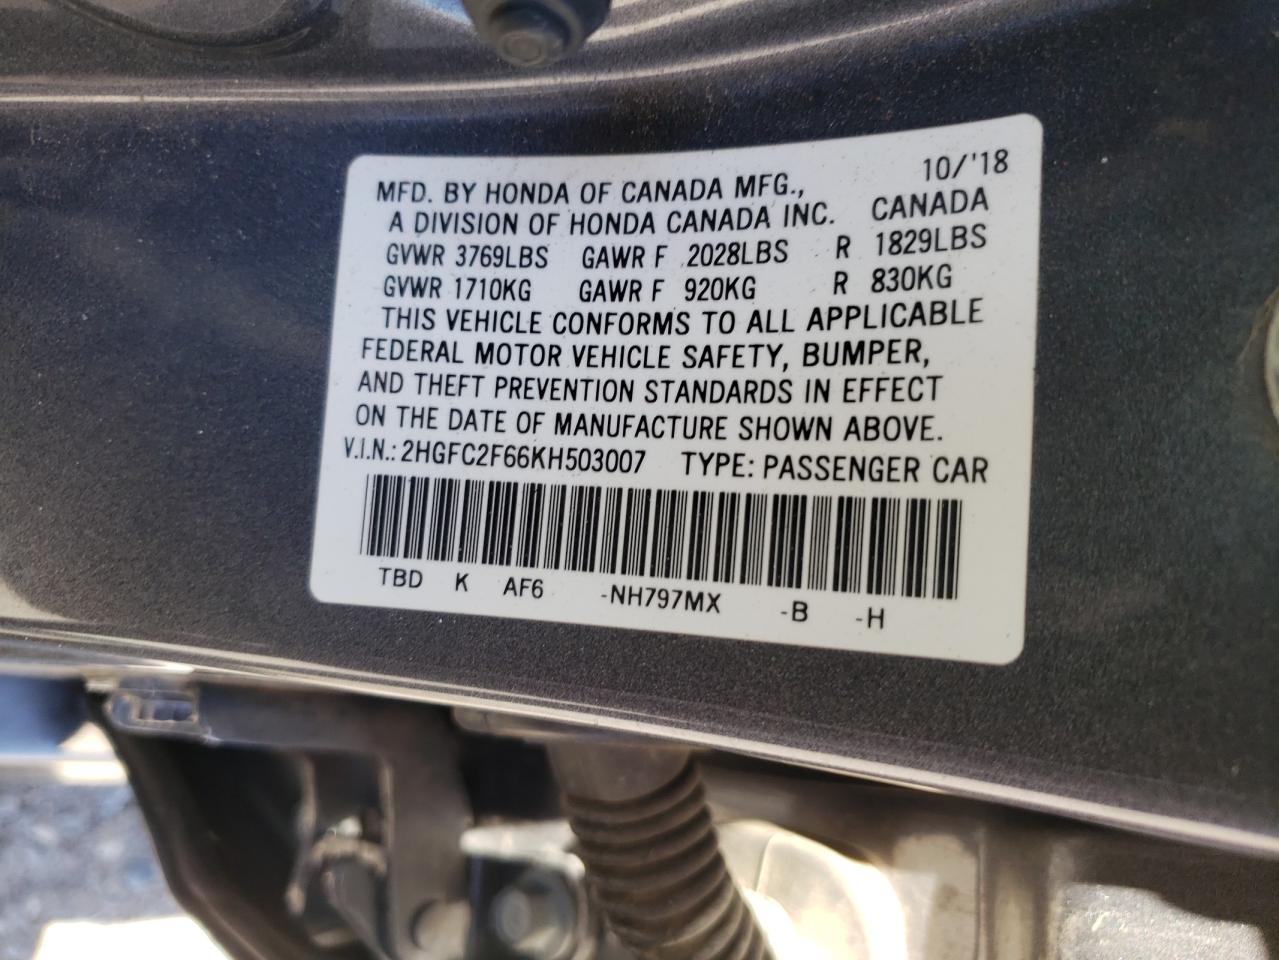 10/'18
MFD. BY HONDA OF CANADA MFG.,
A DIVISION OF HONDA CANADA INC. CANADA
GVWR 3769LBS GAWR F 2028LBS R 1829LBS
GVWR 1710KG GAWR F 920KG R 830KG
THIS VEHICLE CONFORMS TO ALL APPLICABLE
FEDERAL MOTOR VEHICLE SAFETY, BUMPER,
AND THEFT PREVENTION STANDARDS IN EFFECT
ON THE DATE OF MANUFACTURE SHOWN ABOVE.
V.I.N.: 2HGFC2F66KH503007 TYPE: PASSENGER CAR
TBD K AF6 -NH797MX -B -H